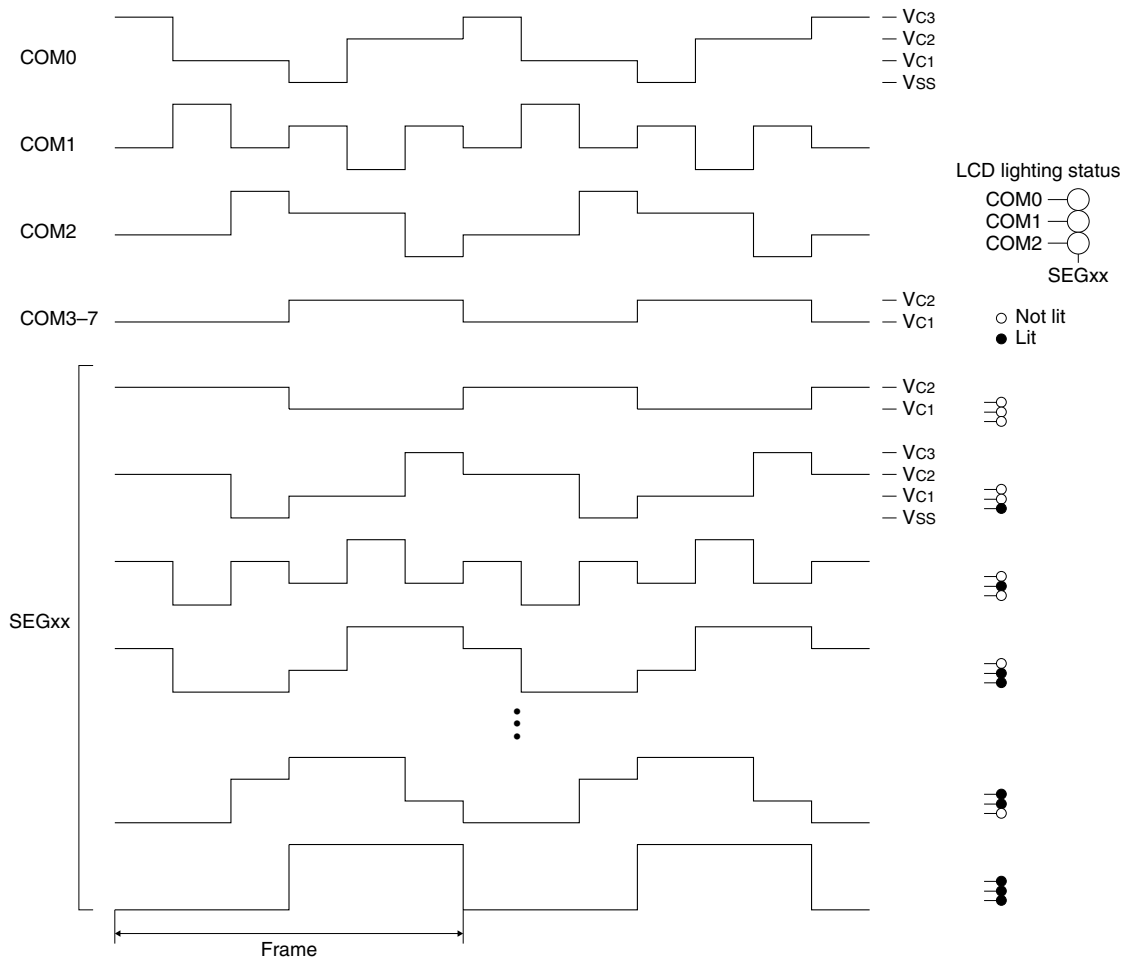 VC3
VC2
COM0
VC1
VSS
COM1
LCD lighting status
COM0
COM1
COM2
COM2
SEGxx
VC2
COM3–7
VC1
Not lit
Lit
VC2
VC1
VC3
VC2
VC1
VSS
SEGxx
Frame